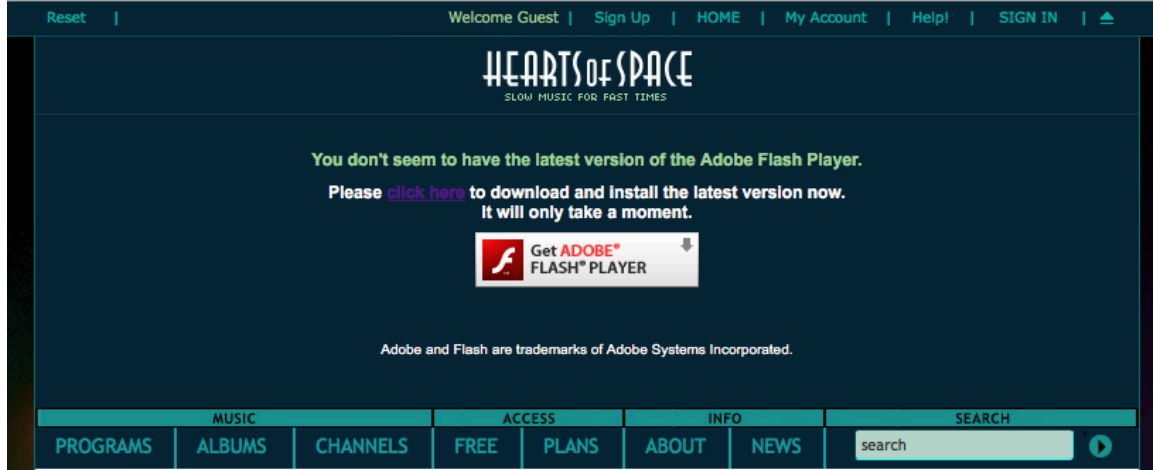 Reset | Welcome Guest | Sign Up | HOME | My Account | Help! | SIGN IN |
HEARTS OF SPACE
SLOW MUSIC FOR FAST TIMES
You don't seem to have the latest version of the Adobe Flash Player.
Please click here to download and install the latest version now.
It will only take a moment.
Get ADOBE®
FLASH® PLAYER
Adobe and Flash are trademarks of Adobe Systems Incorporated.
MUSIC ACCESS INFO SEARCH
PROGRAMS ALBUMS CHANNELS FREE PLANS ABOUT NEWS search